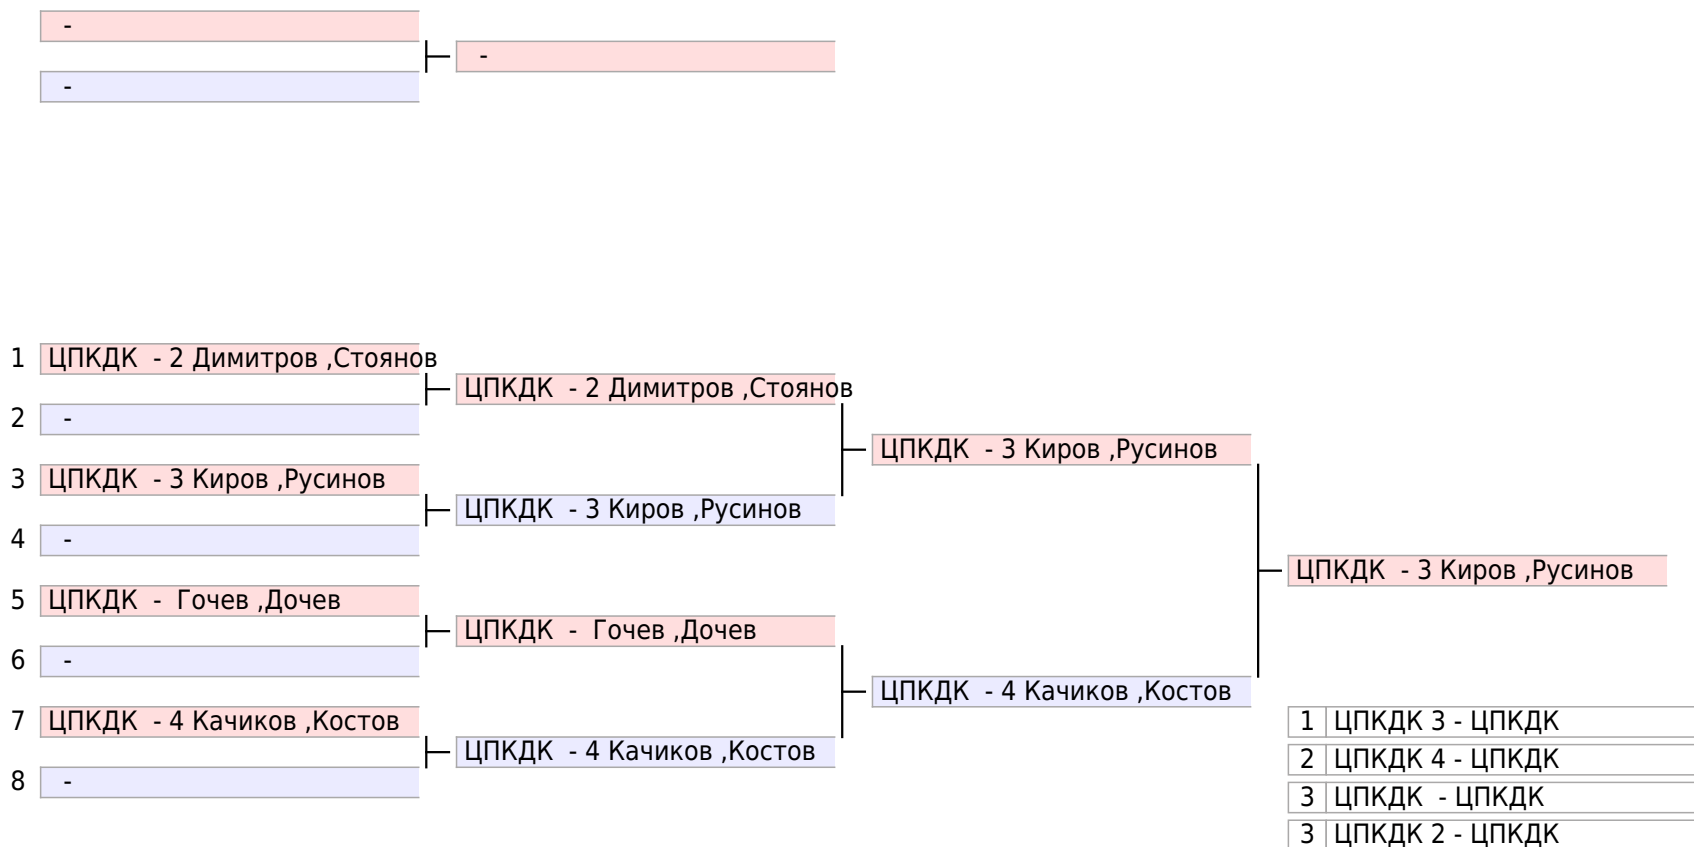 -
-
-
1 ЦПКДК - 2 Димитров ,Стоянов
ЦПКДК - 2 Димитров ,Стоянов
2 -
ЦПКДК - 3 Киров ,Русинов
3 ЦПКДК - 3 Киров ,Русинов
ЦПКДК - 3 Киров ,Русинов
4 -
ЦПКДК - 3 Киров ,Русинов
5 ЦПКДК - Гочев ,Дочев
ЦПКДК - Гочев ,Дочев
6 -
ЦПКДК - 4 Качиков ,Костов
7 ЦПКДК - 4 Качиков ,Костов
ЦПКДК - 4 Качиков ,Костов
8 -
1 ЦПКДК 3 - ЦПКДК
2 ЦПКДК 4 - ЦПКДК
3 ЦПКДК - ЦПКДК
3 ЦПКДК 2 - ЦПКДК